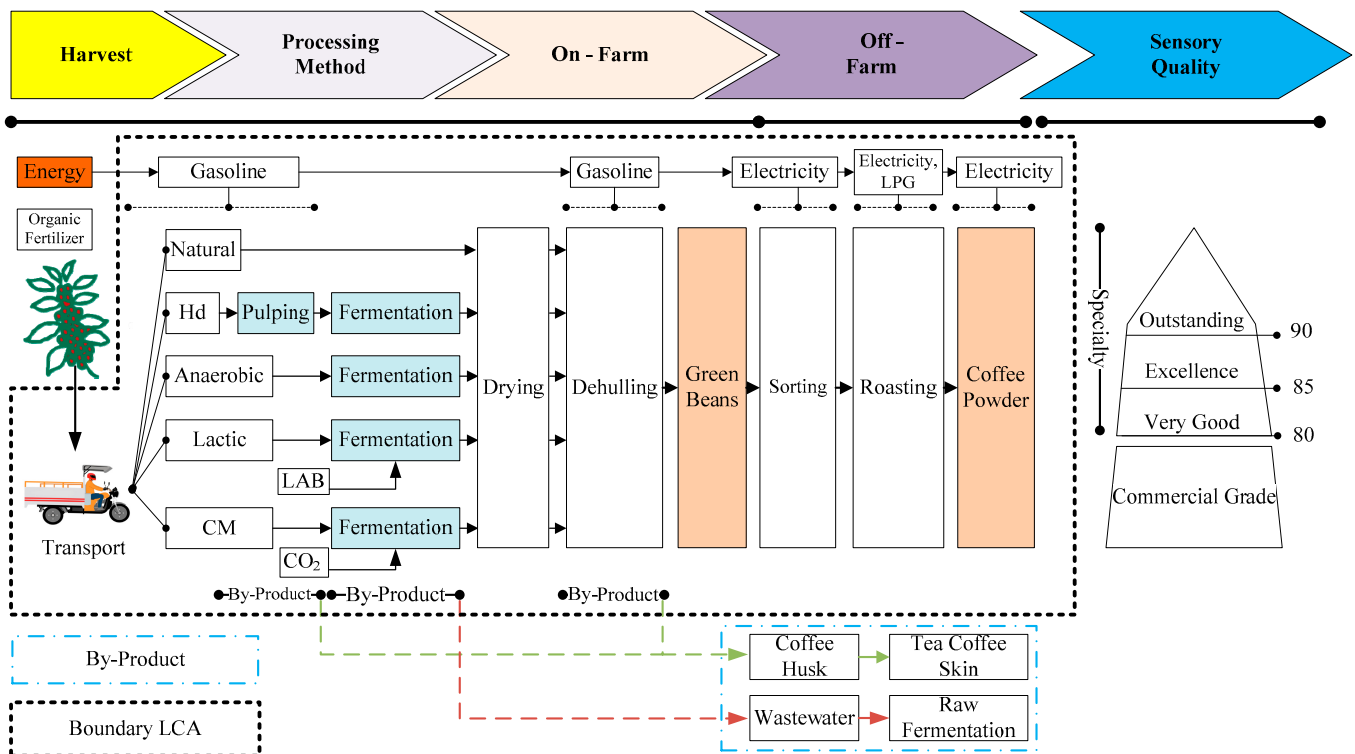 Harvest
Processing
Method
On - Farm
Off -
Farm
Sensory
Quality
Energy
Gasoline
Gasoline
Electricity
Electricity,
LPG
Electricity
Organic
Fertilizer
Natural
Hd
Pulping
Fermentation
Anaerobic
Fermentation
Lactic
Fermentation
LAB
CM
Fermentation
CO₂
Transport
Drying
Dehulling
Green
Beans
Sorting
Roasting
Coffee
Powder
Specialty
Outstanding
90
Excellence
85
Very Good
80
Commercial Grade
By-Product
By-Product
By-Product
By-Product
Boundary LCA
Coffee
Husk
Tea Coffee
Skin
Wastewater
Raw
Fermentation